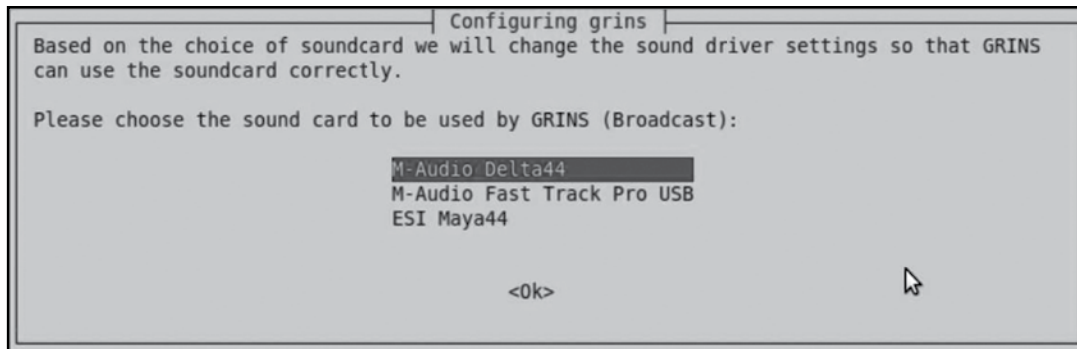 Configuring grins
Based on the choice of soundcard we will change the sound driver settings so that GRINS
can use the soundcard correctly.
Please choose the sound card to be used by GRINS (Broadcast):
M-Audio Delta44
M-Audio Fast Track Pro USB
ESI Maya44
<Ok>